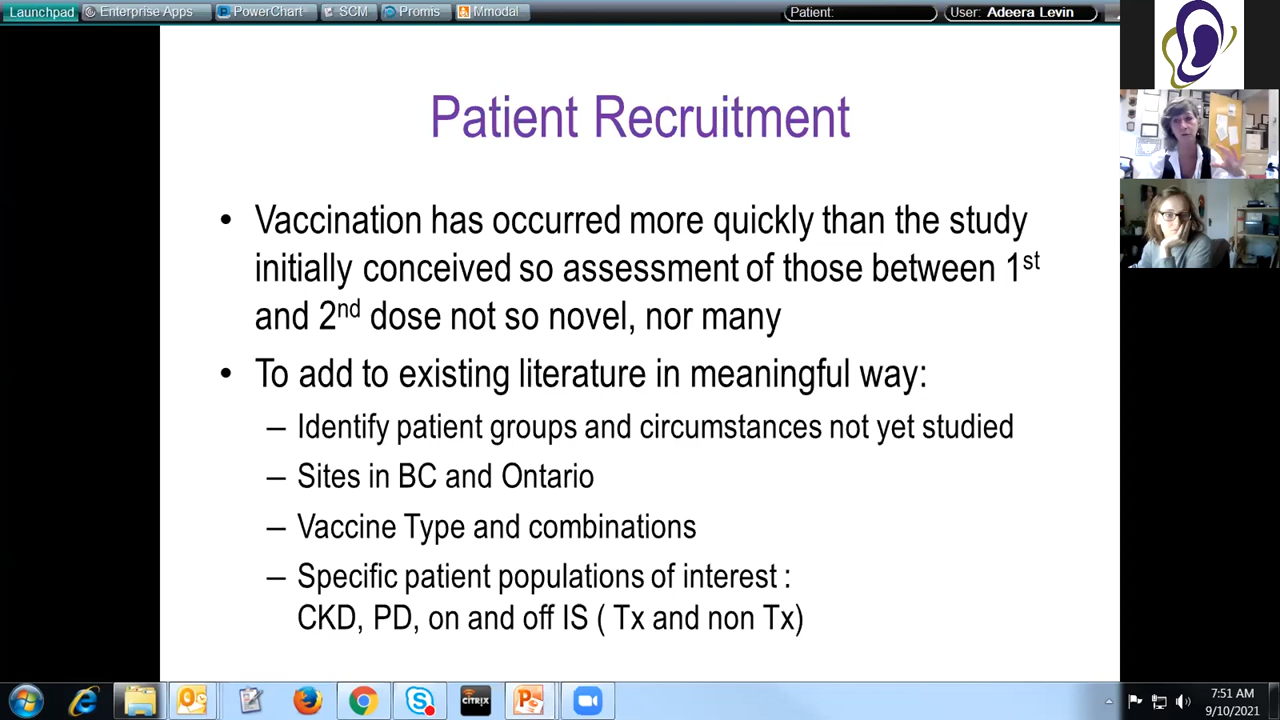 Launchpad Enterprise Apps PowerChart SCM Promis Mmodal Patient: User: Adeera Levin
Patient Recruitment
• Vaccination has occurred more quickly than the study
initially conceived so assessment of those between 1st
and 2nd dose not so novel, nor many
• To add to existing literature in meaningful way:
– Identify patient groups and circumstances not yet studied
– Sites in BC and Ontario
– Vaccine Type and combinations
– Specific patient populations of interest :
CKD, PD, on and off IS ( Tx and non Tx)
CITRIX
7:51 AM
9/10/2021